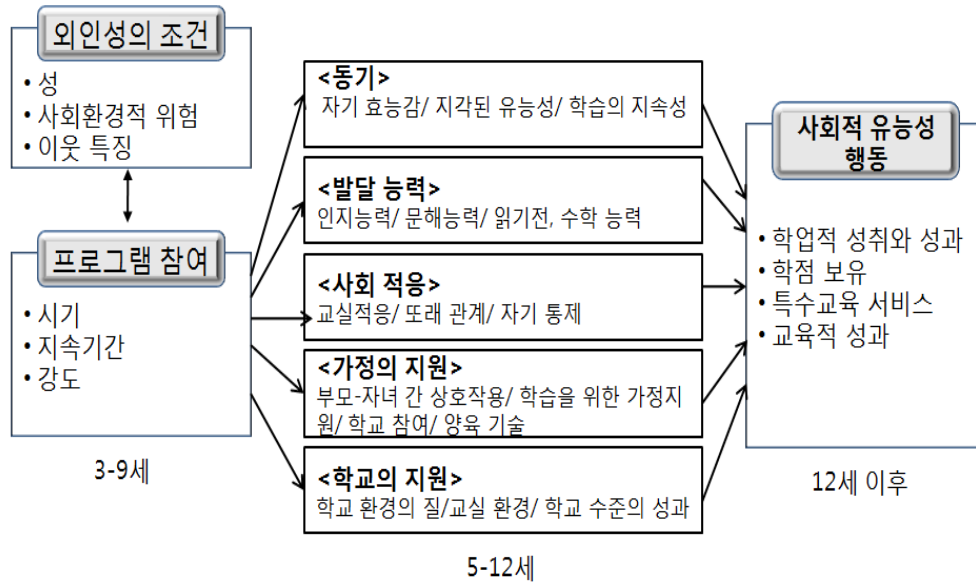 외인성의 조건
• 성
• 사회환경적 위험
• 이웃 특징
프로그램 참여
• 시기
• 지속기간
• 강도
3-9세
<동기>
자기 효능감/ 지각된 유능성/ 학습의 지속성
<발달 능력>
인지능력/ 문해능력/ 읽기전, 수학 능력
<사회 적응>
교실적응/ 또래 관계/ 자기 통제
<가정의 지원>
부모-자녀 간 상호작용/ 학습을 위한 가정지
원/ 학교 참여/ 양육 기술
<학교의 지원>
학교 환경의 질/교실 환경/ 학교 수준의 성과
5-12세
사회적 유능성
행동
• 학업적 성취와 성과
• 학점 보유
• 특수교육 서비스
• 교육적 성과
12세 이후